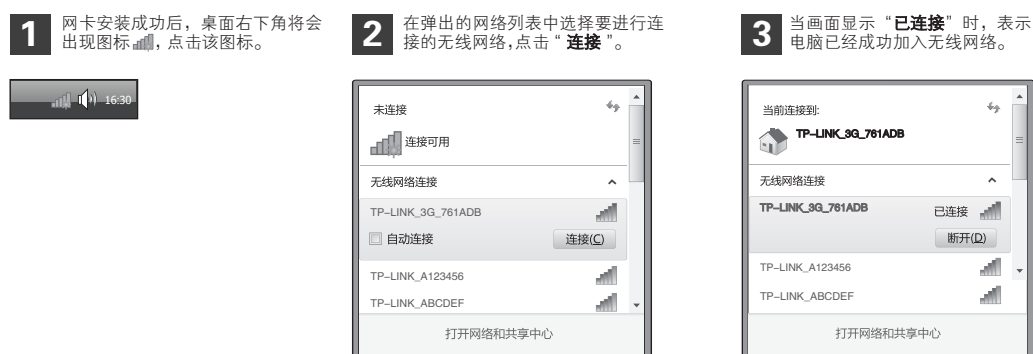 1
网卡安装成功后，桌面右下角将会
出现图标，点击该图标。
16:30
2
在弹出的网络列表中选择要进行连
接的无线网络,点击“连接”。
未连接
连接可用
无线网络连接
TP-LINK_3G_761ADB
自动连接 连接(C)
TP-LINK_A123456
TP-LINK_ABCDEF
打开网络和共享中心
3
当画面显示“已连接”时，表示
电脑已经成功加入无线网络。
当前连接到:
TP-LINK_3G_761ADB
无线网络连接
TP-LINK_3G_761ADB 已连接
断开(D)
TP-LINK_A123456
TP-LINK_ABCDEF
打开网络和共享中心